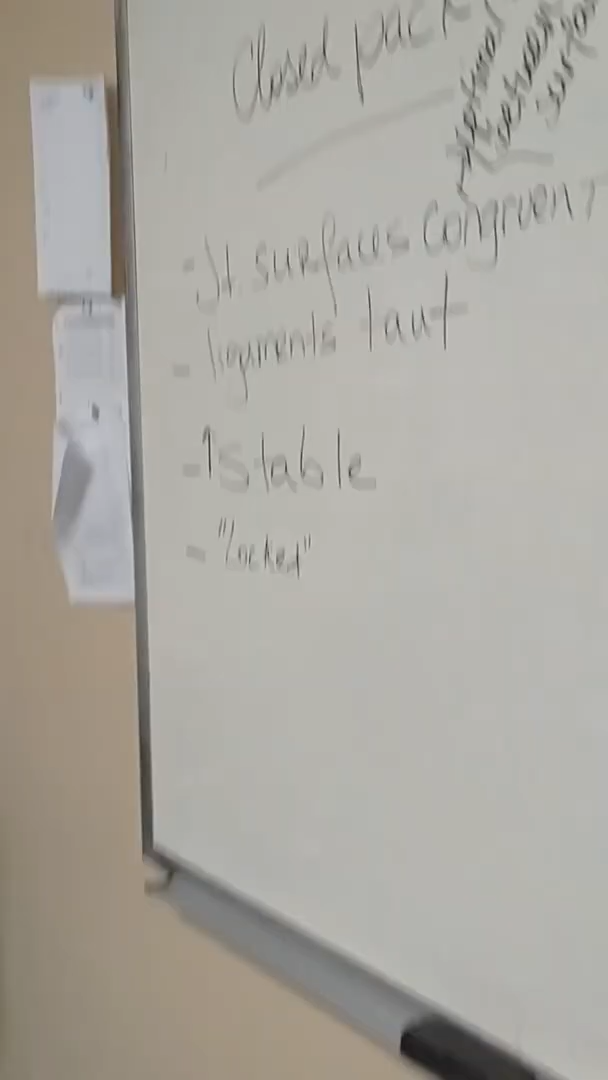 Closed pack
- Jt. surfaces congruent
- ligaments taut
- ↑ stable
- "Locked"